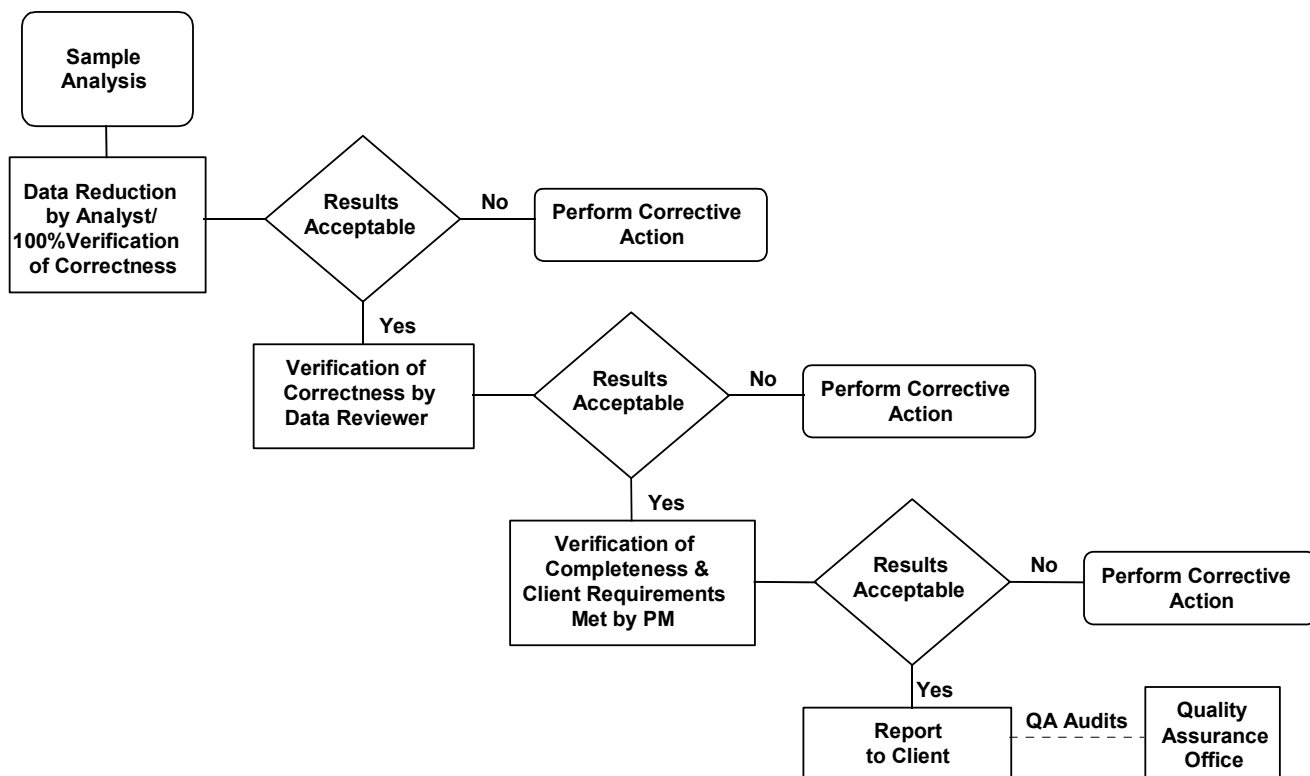 Sample
Analysis
Data Reduction
by Analyst/
100%Verification
of Correctness
Results
Acceptable
No
Perform Corrective
Action
Yes
Verification of
Correctness by
Data Reviewer
Results
Acceptable
No
Perform Corrective
Action
Yes
Verification of
Completeness &
Client Requirements
Met by PM
Results
Acceptable
No
Perform Corrective
Action
Yes
Report
to Client
QA Audits
Quality
Assurance
Office